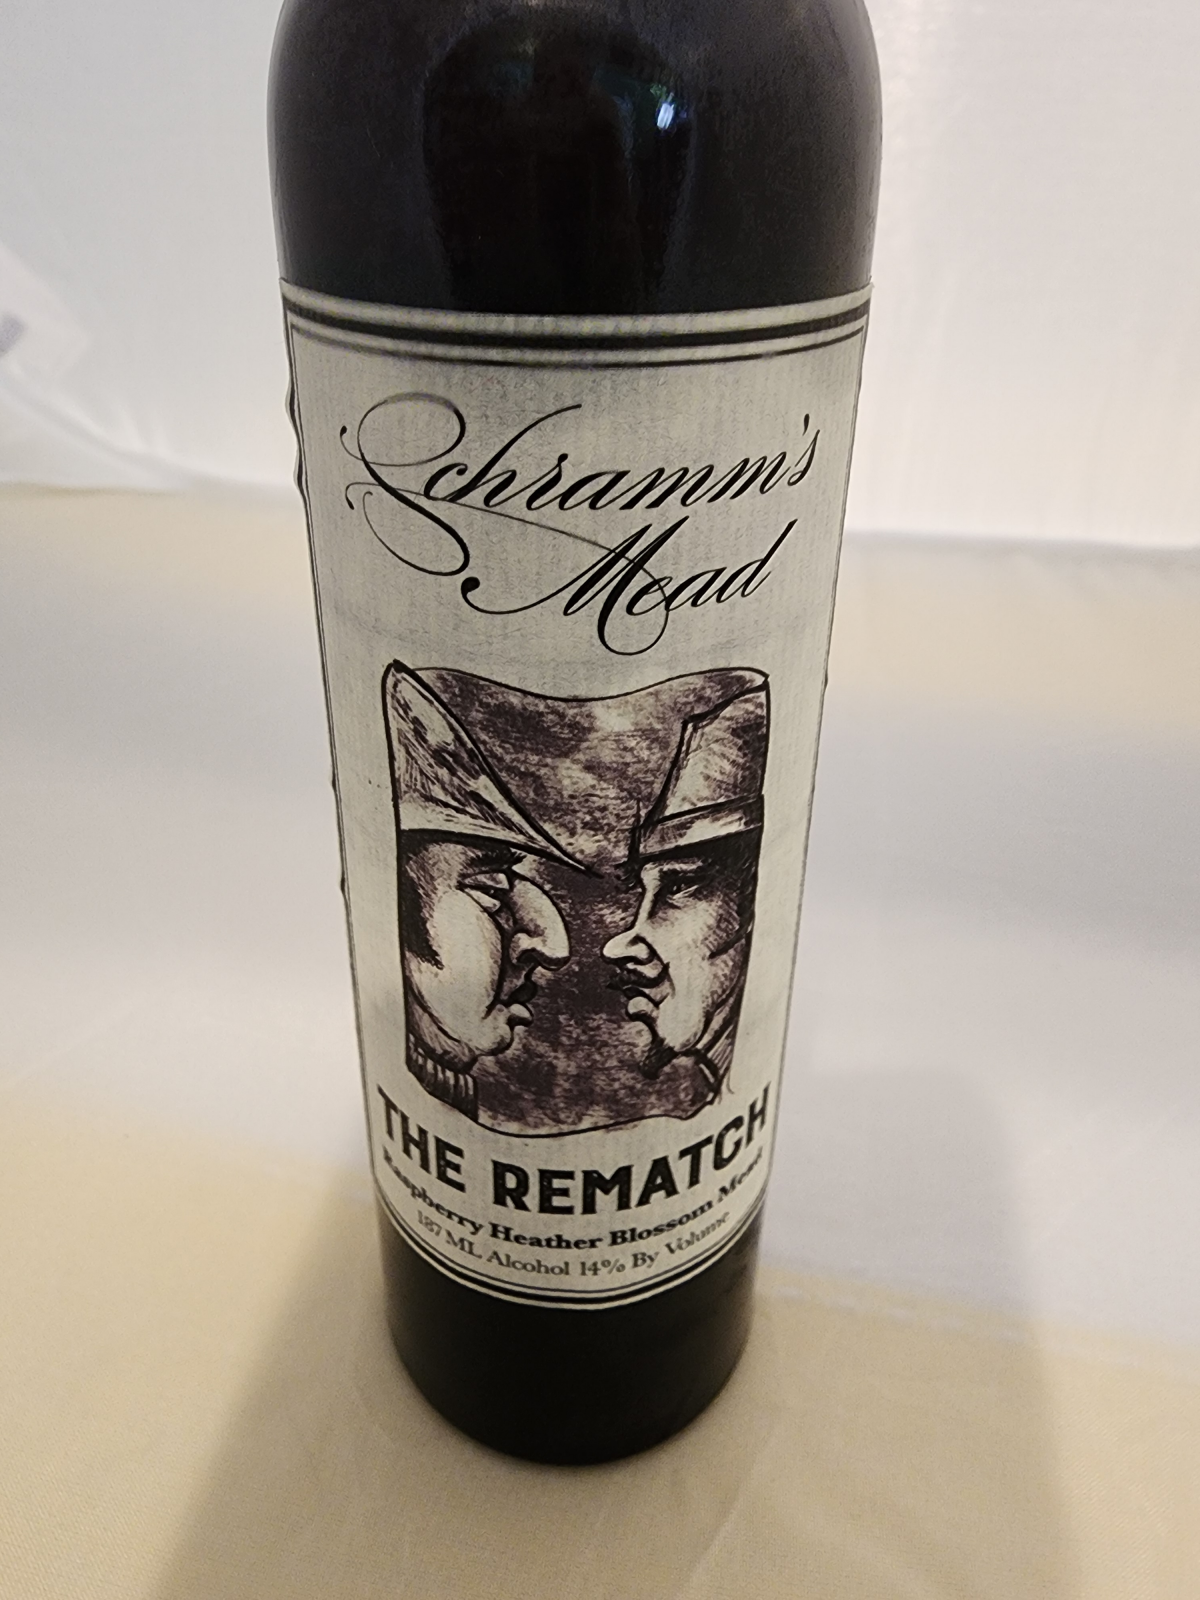 Schramm's
Mead
THE REMATCH
Raspberry Heather Blossom Mead
187 ML Alcohol 14% By Volume